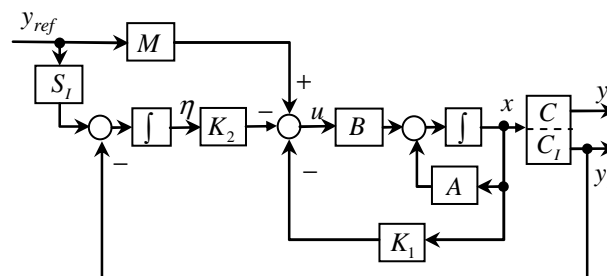 y_ref
M
S_I
+
η
K_2
−
u
B
∫
∫
x
C
C_I
y
y
−
−
A
K_1